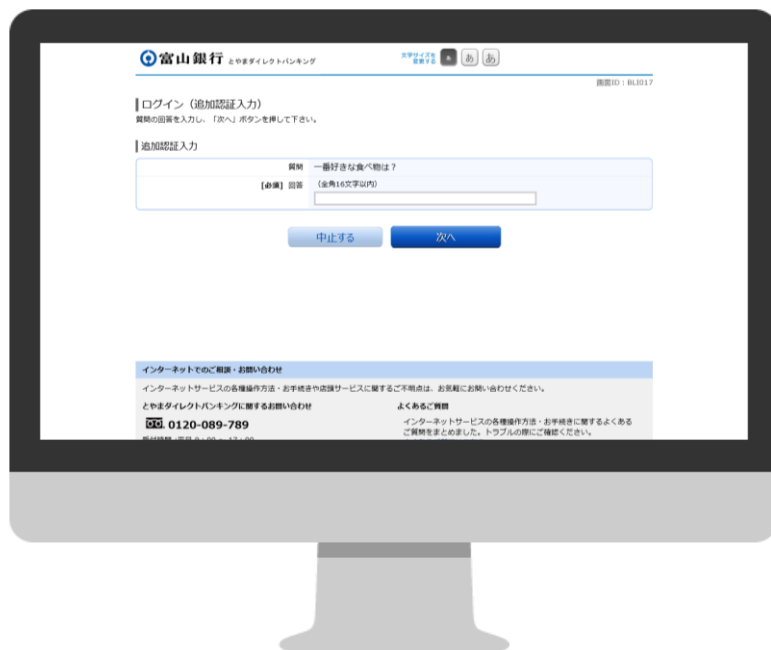 富山銀行 とやまダイレクトバンキング
文字サイズを
変更する あ あ あ
画面ID：BLI017
ログイン（追加認証入力）
質問の回答を入力し、「次へ」ボタンを押して下さい。
追加認証入力
質問 一番好きな食べ物は？
[必須] 回答 （全角16文字以内）
中止する 次へ
インターネットでのご相談・お問い合わせ
インターネットサービスの各種操作方法・お手続きや店頭サービスに関するご不明点は、お気軽にお問い合わせください。
とやまダイレクトバンキングに関するお問い合わせ
0120-089-789
よくあるご質問
インターネットサービスの各種操作方法・お手続きに関するよくある
ご質問をまとめました。トラブルの際にご確認ください。